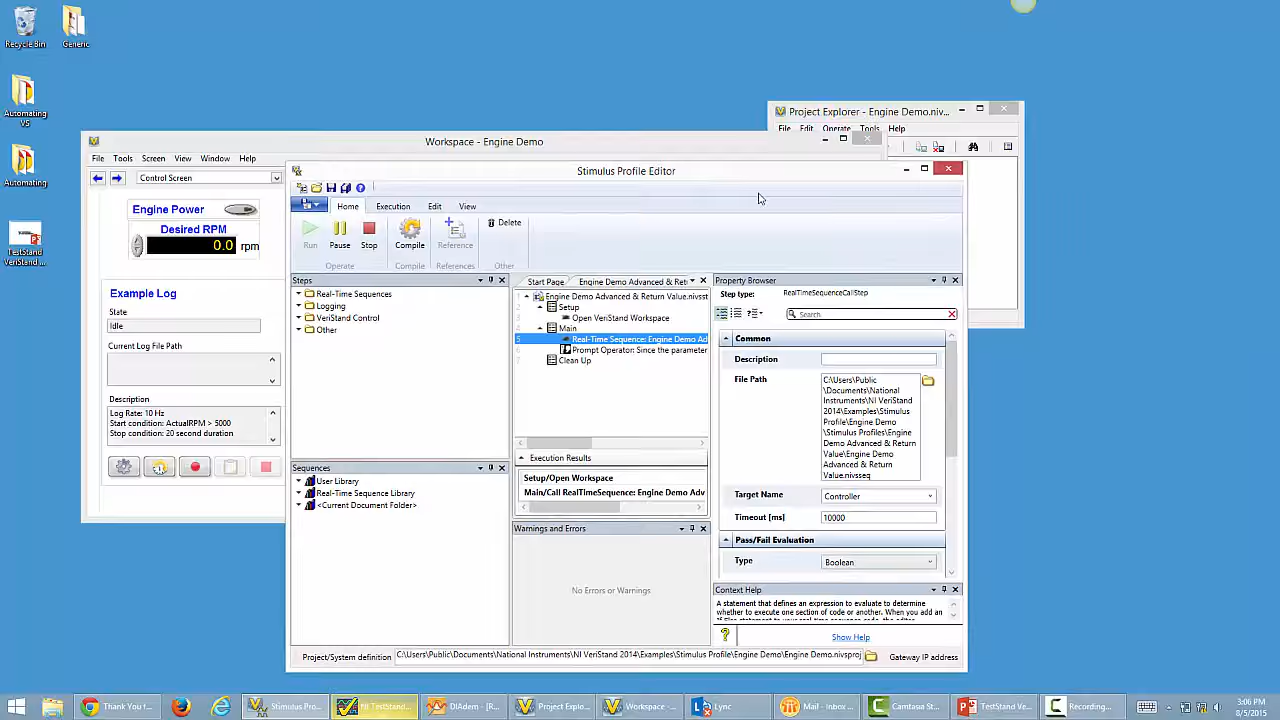 Recycle Bin
Generic
Automating
VS
Automating
TestStand
VeriStand ...
Project Explorer - Engine Demo.niv...
File Edit Operate Tools Help
Workspace - Engine Demo
File Tools Screen View Window Help
Control Screen
Engine Power
Desired RPM
0.0 rpm
Example Log
State
Idle
Current Log File Path
Description
Log Rate: 10 Hz
Start condition: ActualRPM > 5000
Stop condition: 20 second duration
Stimulus Profile Editor
Home Execution Edit View
Run Pause Stop Compile Reference Delete
Operate Compile References Other
Steps
Real-Time Sequences
Logging
VeriStand Control
Other
Sequences
User Library
Real-Time Sequence Library
<Current Document Folder>
Start Page Engine Demo Advanced & Retur
1 Engine Demo Advanced & Return Value.nivsst
2 Setup
3 Open VeriStand Workspace
4 Main
5 Real-Time Sequence: Engine Demo Ad
6 Prompt Operator: Since the parameter
7 Clean Up
Execution Results
Setup/Open Workspace
Main/Call RealTimeSequence: Engine Demo Adv
Warnings and Errors
No Errors or Warnings
Property Browser
Step type: RealTimeSequenceCallStep
Search
Common
Description
File Path
C:\Users\Public
\Documents\National
Instruments\NI VeriStand
2014\Examples\Stimulus
Profile\Engine Demo
\Stimulus Profiles\Engine
Demo Advanced & Return
Value\Engine Demo
Advanced & Return
Value.nivsseq
Target Name Controller
Timeout [ms] 10000
Pass/Fail Evaluation
Type Boolean
Context Help
A statement that defines an expression to evaluate to determine
whether to execute one section of code or another. When you add an
Show Help
Project/System definition C:\Users\Public\Documents\National Instruments\NI VeriStand 2014\Examples\Stimulus Profile\Engine Demo\Engine Demo.nivsproj Gateway IP address
Thank You f... Stimulus Pro... NI TestStand... DIAdem - [R... Project Explo... Workspace -... Lync Mail - Inbox ... Camtasia St... TestStand Ve... Recording...
3:06 PM
8/5/2015